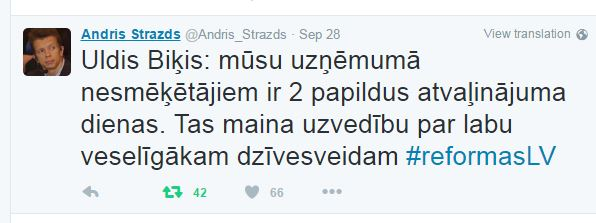 Andris Strazds @Andris_Strazds · Sep 28 View translation
Uldis Biķis: mūsu uzņēmumā
nesmēķētājiem ir 2 papildus atvaļinājuma
dienas. Tas maina uzvedību par labu
veselīgākam dzīvesveidam #reformasLV
42 66